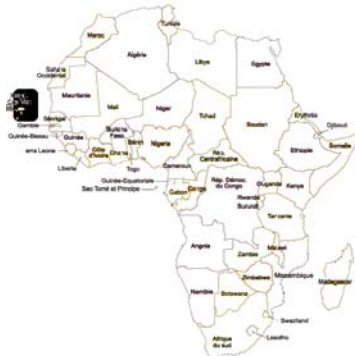 Tunisie
Maroc
Algérie
Libye
Egypte
Sahara
Occidental
Mauritanie
Mali
Niger
Tchad
Soudan
Erythrée
Djibouti
Sénégal
Gambie
Guinée-Bissau
Guinée
Burkina
Faso
Bénin
Nigeria
Ethiopie
Somalie
Côte
d'Ivoire
Ghana
Liberia
Togo
Cameroun
Rép.
Centrafricaine
Guinée-Equatoriale
Sao Tomé et Principe
Gabon
Congo
Rép. Démoc.
du Congo
Ouganda
Kenya
Rwanda
Burundi
Tanzanie
Angola
Malawi
Zambie
Mozambique
Zimbabwe
Madagascar
Namibie
Botswana
Swaziland
Lesotho
Afrique
du sud